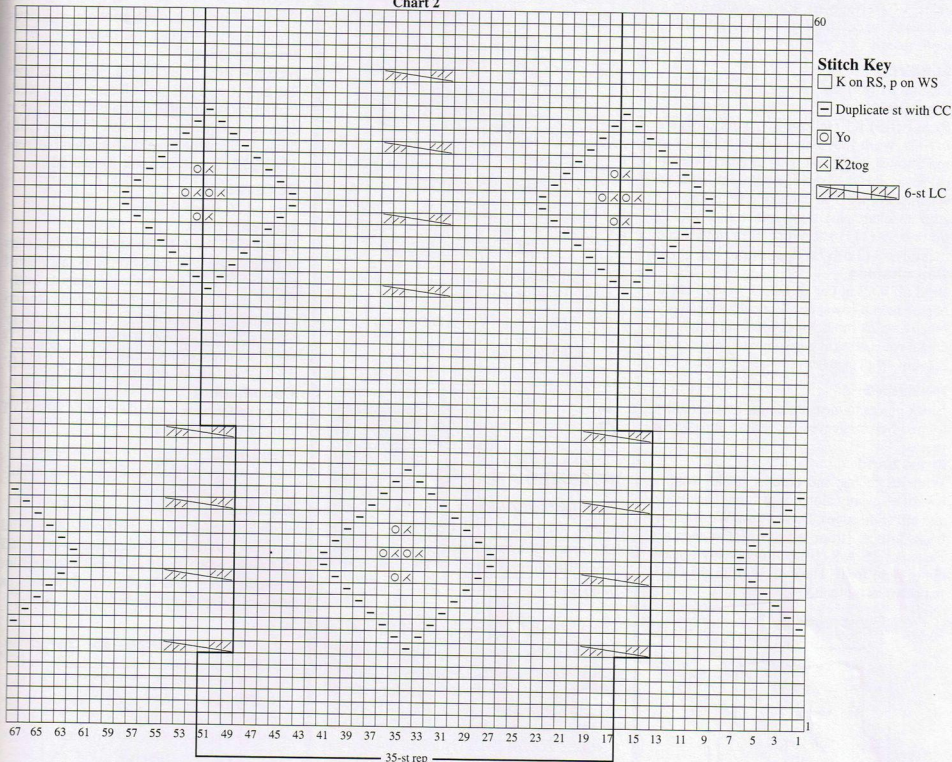 Chart 2
60
Stitch Key
K on RS, p on WS
Duplicate st with CC
Yo
K2tog
6-st LC
1
67 65 63 61 59 57 55 53 51 49 47 45 43 41 39 37 35 33 31 29 27 25 23 21 19 17 15 13 11 9 7 5 3 1
35-st rep